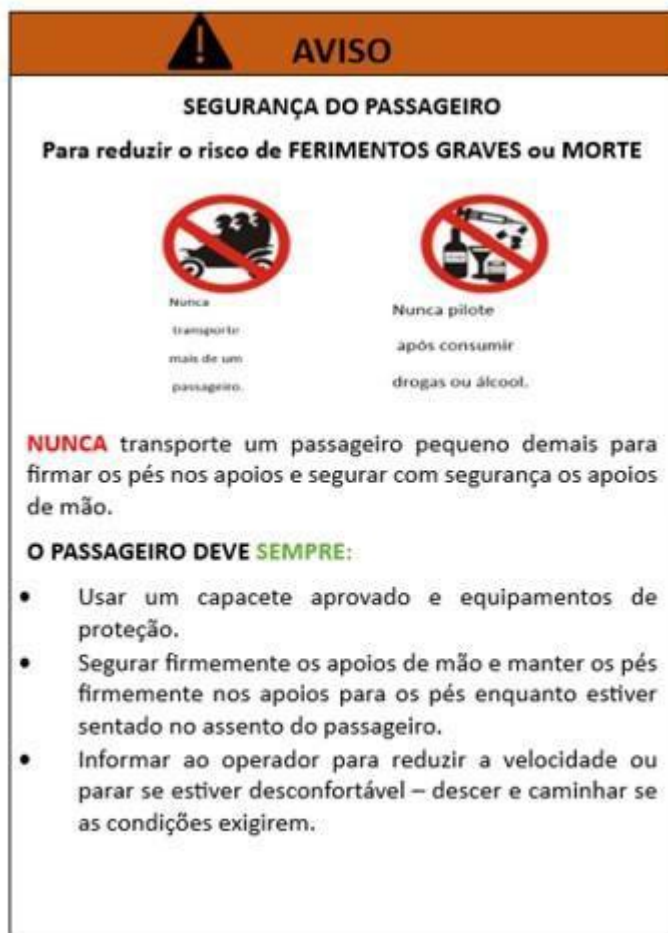 AVISO
SEGURANÇA DO PASSAGEIRO
Para reduzir o risco de FERIMENTOS GRAVES ou MORTE
Nunca
transporte
mais de um
passageiro.
Nunca pilote
após consumir
drogas ou álcool.
NUNCA transporte um passageiro pequeno demais para
firmar os pés nos apoios e segurar com segurança os apoios
de mão.
O PASSAGEIRO DEVE SEMPRE:
• Usar um capacete aprovado e equipamentos de
proteção.
• Segurar firmemente os apoios de mão e manter os pés
firmemente nos apoios para os pés enquanto estiver
sentado no assento do passageiro.
• Informar ao operador para reduzir a velocidade ou
parar se estiver desconfortável – descer e caminhar se
as condições exigirem.